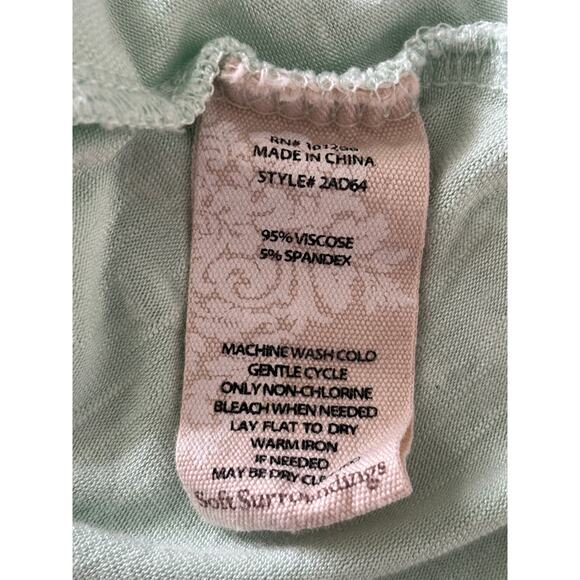 RN#
MADE IN CHINA
STYLE# 2AD64
95% VISCOSE
5% SPANDEX
MACHINE WASH COLD
GENTLE CYCLE
ONLY NON-CHLORINE
BLEACH WHEN NEEDED
LAY FLAT TO DRY
WARM IRON
IF NEEDED
MAY BE DRY
Soft Surroundings